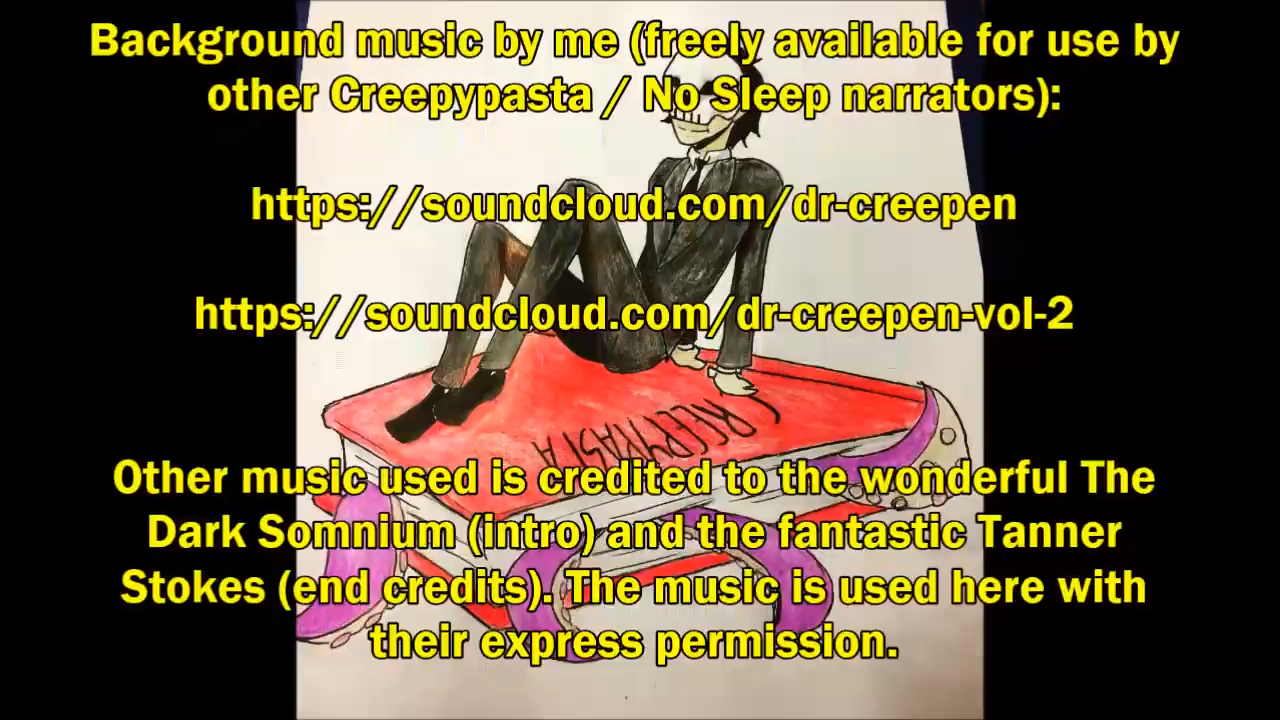 Background music by me (freely available for use by
other Creepypasta / No Sleep narrators):
https://soundcloud.com/dr-creepen
https://soundcloud.com/dr-creepen-vol-2
CREEPYPASTA
Other music used is credited to the wonderful The
Dark Somnium (intro) and the fantastic Tanner
Stokes (end credits). The music is used here with
their express permission.